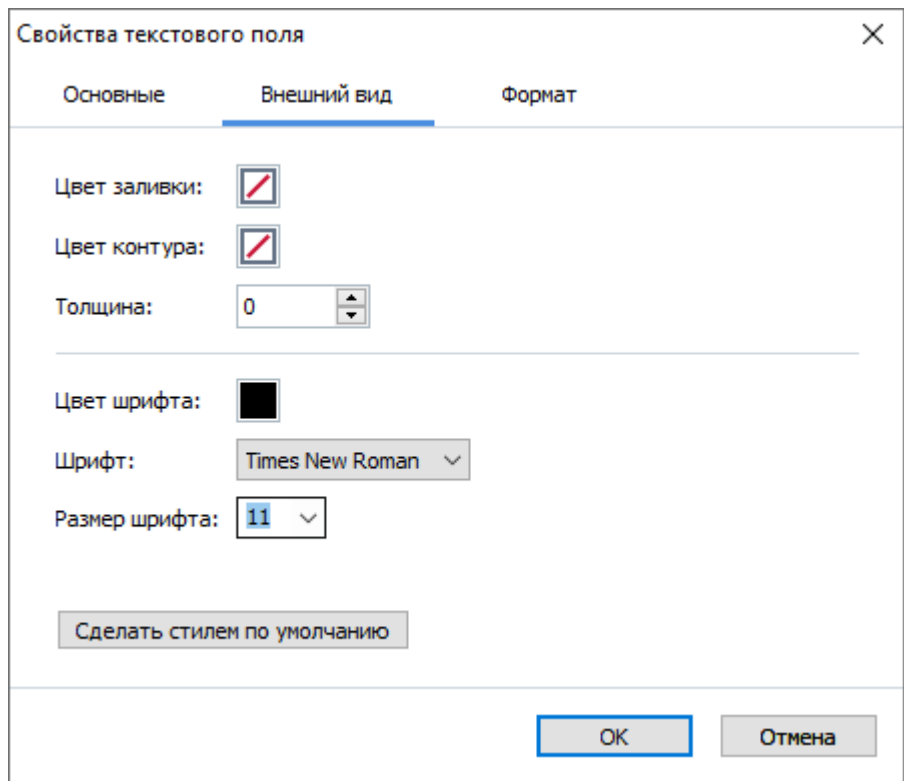 Свойства текстового поля
Основные Внешний вид Формат
Цвет заливки:
Цвет контура:
Толщина: 0
Цвет шрифта:
Шрифт: Times New Roman
Размер шрифта: 11
Сделать стилем по умолчанию
OK Отмена